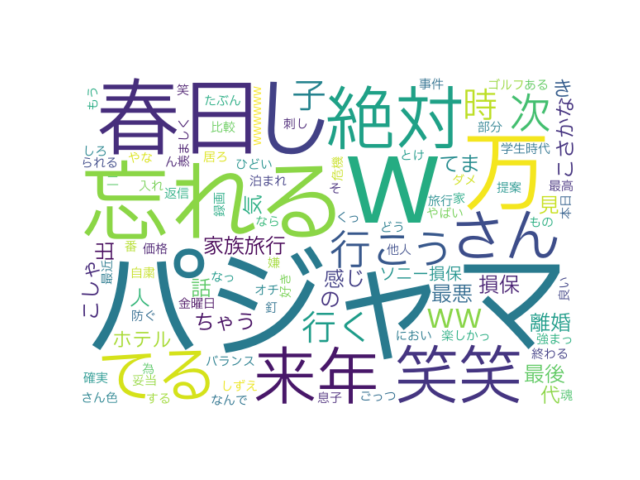 もう
笑
たぶん
比較
wwwwww
春日
し
子
刺し
絶対
事件
時
部分
ゴルフある
次
学生時代
こさかな
しろ
られる
やな
ん
羨ましく
居ろ
ひどい
泊まれ
危機
とけ
てま
ダメ
提案
最高
忘れる
w
万
一
入れ
返信
録画
気
なら
そ
旅行
家
やばい
見
もの
本日
出
こしゃ
最近
番
価格
自粛
なっ
嫌
くっ
どう
他人
さん
家族旅行
行こう
パジャマ
人
話
金曜日
オチ
好き
釘
感じ
の
ソニー損保
損保
最悪
良い
防ぐ
ちゃう
行く
ww
におい
楽しかっ
離婚
強まっ
ホテル
終わる
てる
バランス
来年
笑笑
最後
確実
為
妥当
しずえ
さん色
する
なんで
息子
ごっつ
代
魂